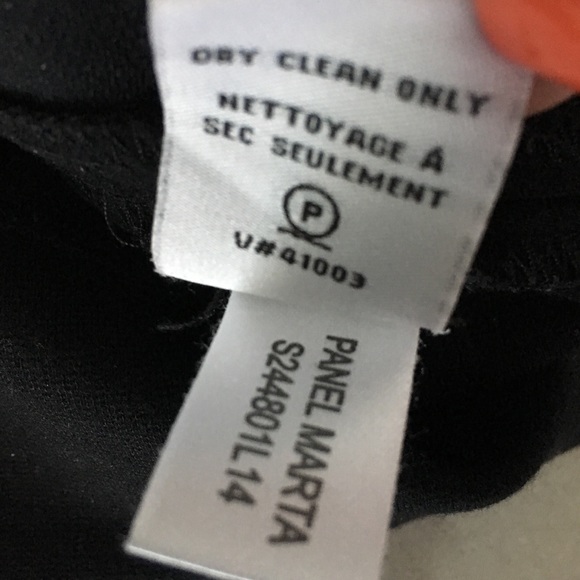 DRY CLEAN ONLY
NETTOYAGE A
SEC SEULEMENT
P
V#41003
PANEL MARTA
S244801L14